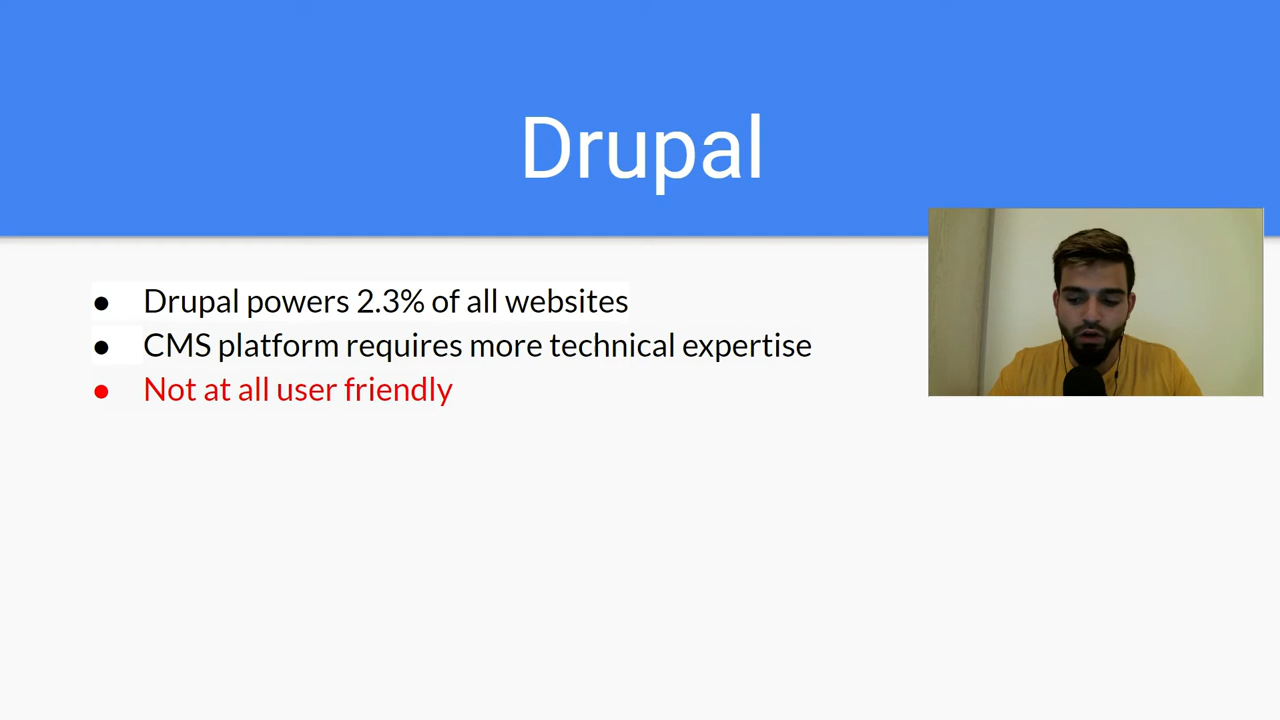 Drupal
● Drupal powers 2.3% of all websites
● CMS platform requires more technical expertise
● Not at all user friendly